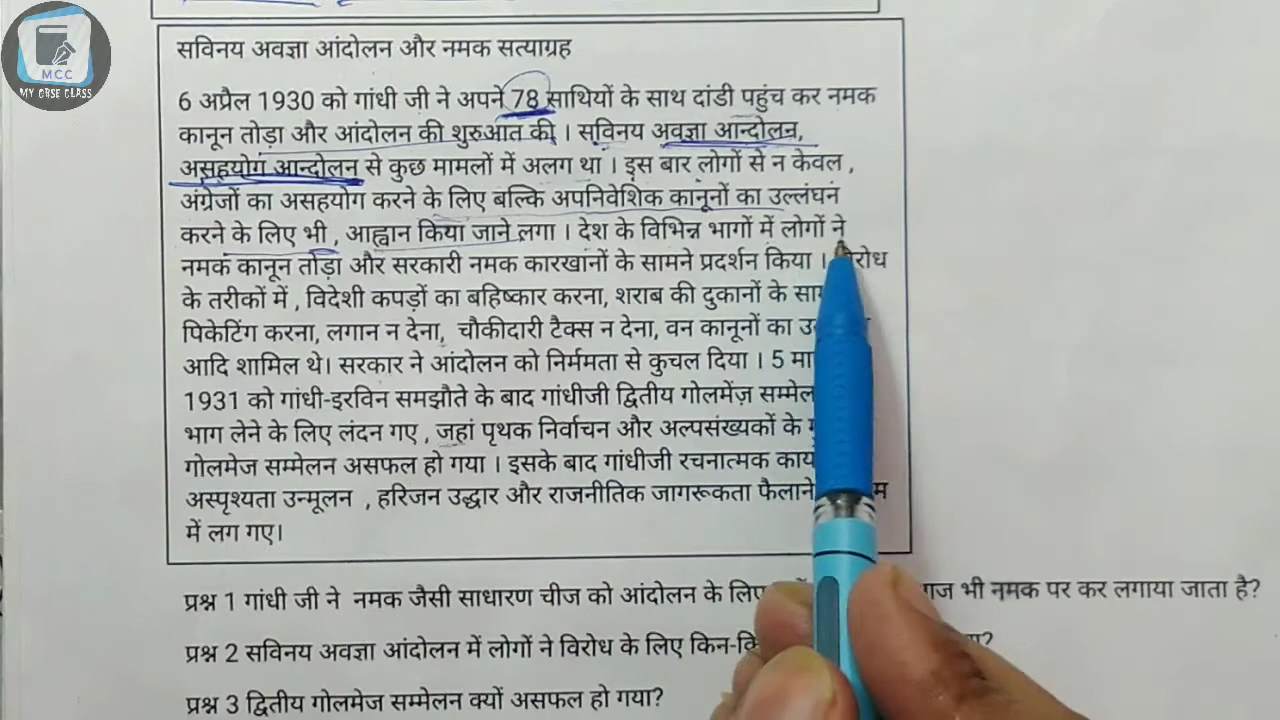 MCC
MY CBSE CLASS
सविनय अवज्ञा आंदोलन और नमक सत्याग्रह
6 अप्रैल 1930 को गांधी जी ने अपने 78 साथियों के साथ दांडी पहुंच कर नमक
कानून तोड़ा और आंदोलन की शुरुआत की । सविनय अवज्ञा आन्दोलन,
असहयोग आन्दोलन से कुछ मामलों में अलग था । इस बार लोगों से न केवल ,
अंग्रेजों का असहयोग करने के लिए बल्कि अपनिवेशिक कानूनों का उल्लंघन
करने के लिए भी , आह्वान किया जाने लगा । देश के विभिन्न भागों में लोगों ने
नमक कानून तोड़ा और सरकारी नमक कारखानों के सामने प्रदर्शन किया ।
के तरीकों में , विदेशी कपड़ों का बहिष्कार करना, शराब की दुकानों के
पिकेटिंग करना, लगान न देना, चौकीदारी टैक्स न देना, वन कानूनों का
आदि शामिल थे। सरकार ने आंदोलन को निर्ममता से कुचल दिया । 5
1931 को गांधी-इरविन समझौते के बाद गांधीजी द्वितीय गोलमेंज़
भाग लेने के लिए लंदन गए , जहां पृथक निर्वाचन और अल्पसंख्यकों के
गोलमेज सम्मेलन असफल हो गया । इसके बाद गांधीजी रचनात्मक
अस्पृश्यता उन्मूलन , हरिजन उद्धार और राजनीतिक जागरूकता फैलाने
में लग गए।
प्रश्न 1 गांधी जी ने नमक जैसी साधारण चीज को आंदोलन के लिए भी नमक पर कर लगाया जाता है?
प्रश्न 2 सविनय अवज्ञा आंदोलन में लोगों ने विरोध के लिए
प्रश्न 3 द्वितीय गोलमेज सम्मेलन क्यों असफल हो गया?